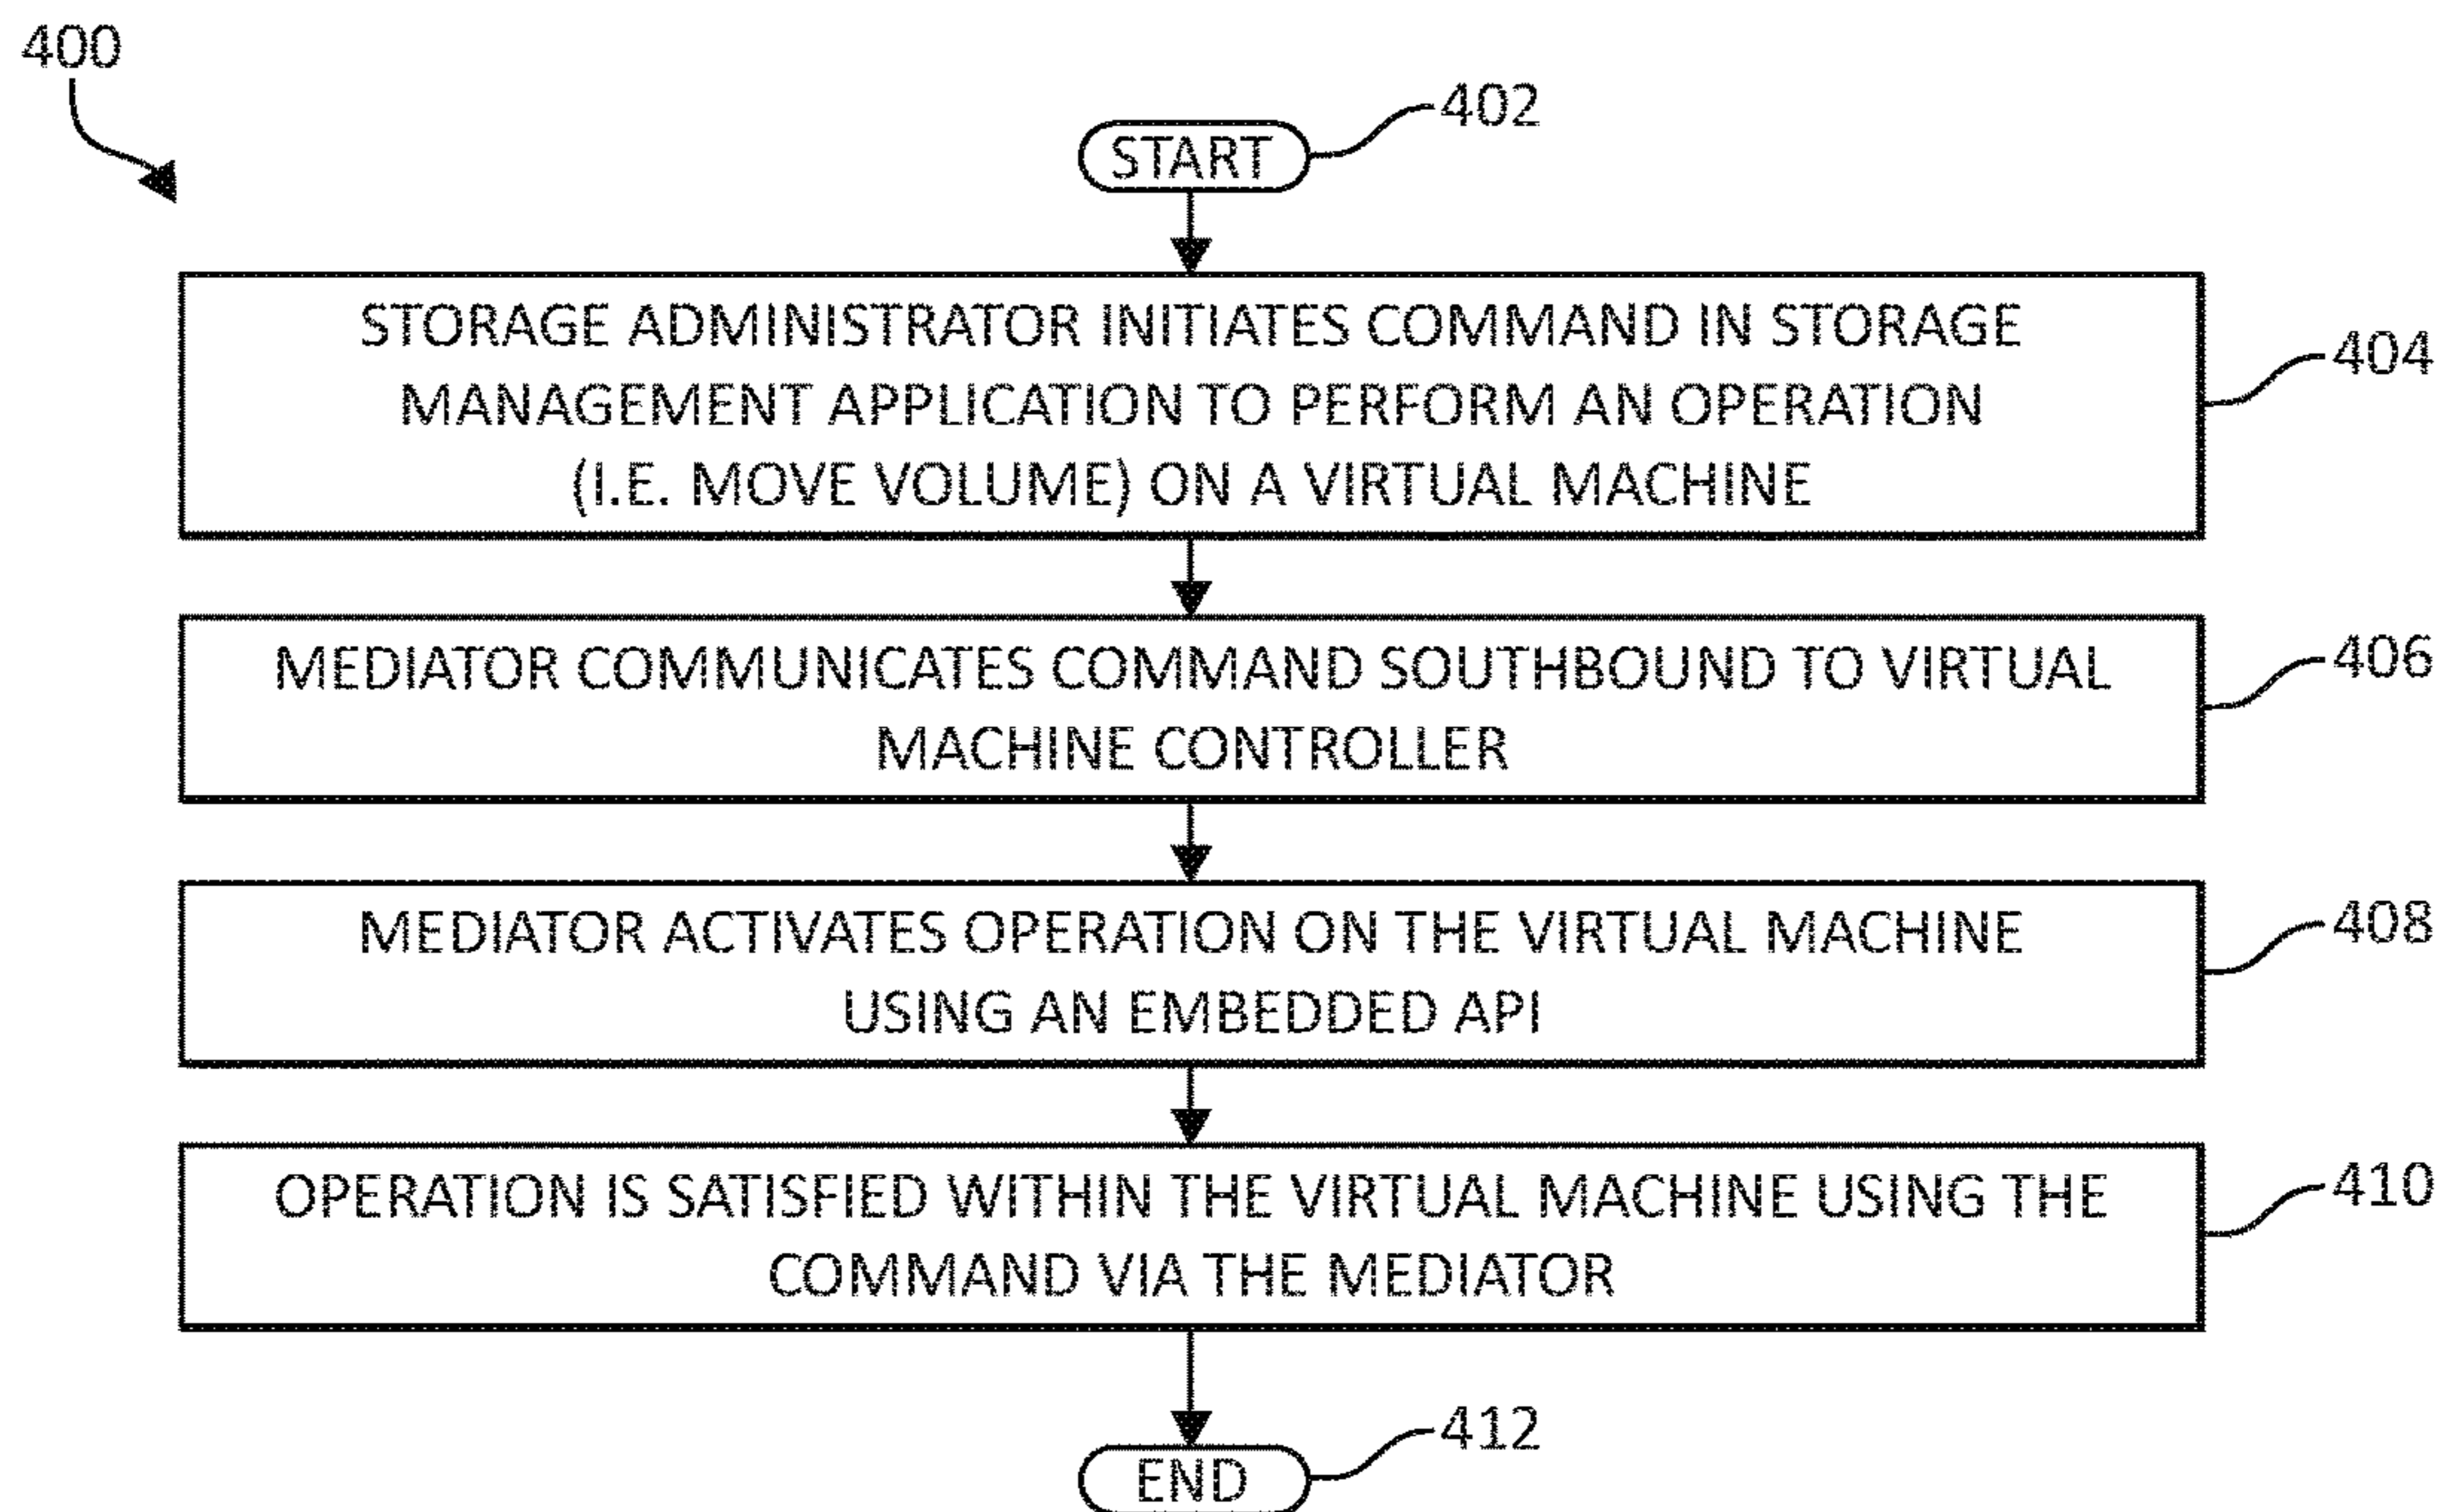 400
402
START
STORAGE ADMINISTRATOR INITIATES COMMAND IN STORAGE
MANAGEMENT APPLICATION TO PERFORM AN OPERATION
(I.E. MOVE VOLUME) ON A VIRTUAL MACHINE
404
MEDIATOR COMMUNICATES COMMAND SOUTHBOUND TO VIRTUAL
MACHINE CONTROLLER
406
MEDIATOR ACTIVATES OPERATION ON THE VIRTUAL MACHINE
USING AN EMBEDDED API
408
OPERATION IS SATISFIED WITHIN THE VIRTUAL MACHINE USING THE
COMMAND VIA THE MEDIATOR
410
412
END